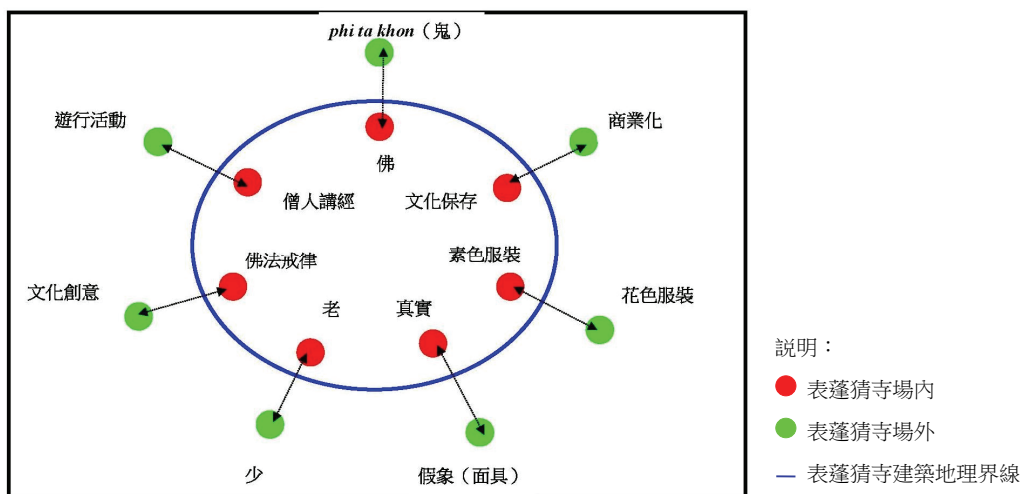 phi ta khon（鬼）
遊行活動
商業化
佛
僧人講經
文化保存
佛法戒律
素色服裝
文化創意
老
真實
花色服裝
少
假象（面具）
説明：
表蓬猜寺場內
表蓬猜寺場外
表蓬猜寺建築地理界線